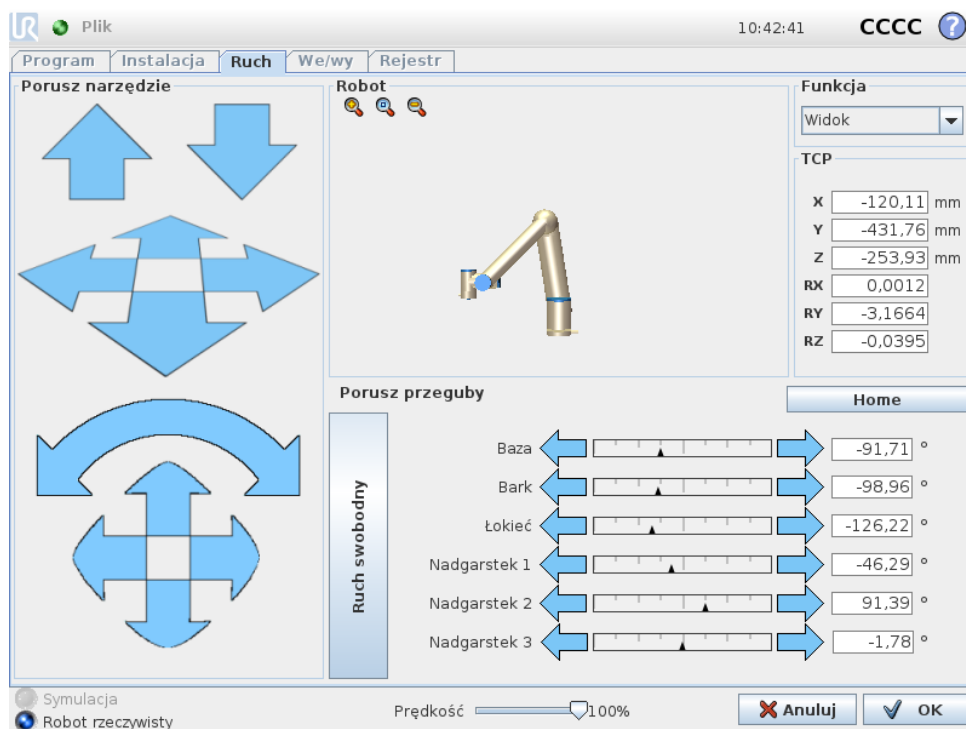 UR Plik 10:42:41 CCCC ?
Program Instalacja Ruch We/wy Rejestr
Porusz narzędzie
Robot
Funkcja
Widok
TCP
X -120,11 mm
Y -431,76 mm
Z -253,93 mm
RX 0,0012
RY -3,1664
RZ -0,0395
Porusz przeguby
Home
Ruch swobodny
Baza -91,71 °
Bark -98,96 °
Łokieć -126,22 °
Nadgarstek 1 -46,29 °
Nadgarstek 2 91,39 °
Nadgarstek 3 -1,78 °
Symulacja
Robot rzeczywisty
Prędkość 100%
Anuluj
OK